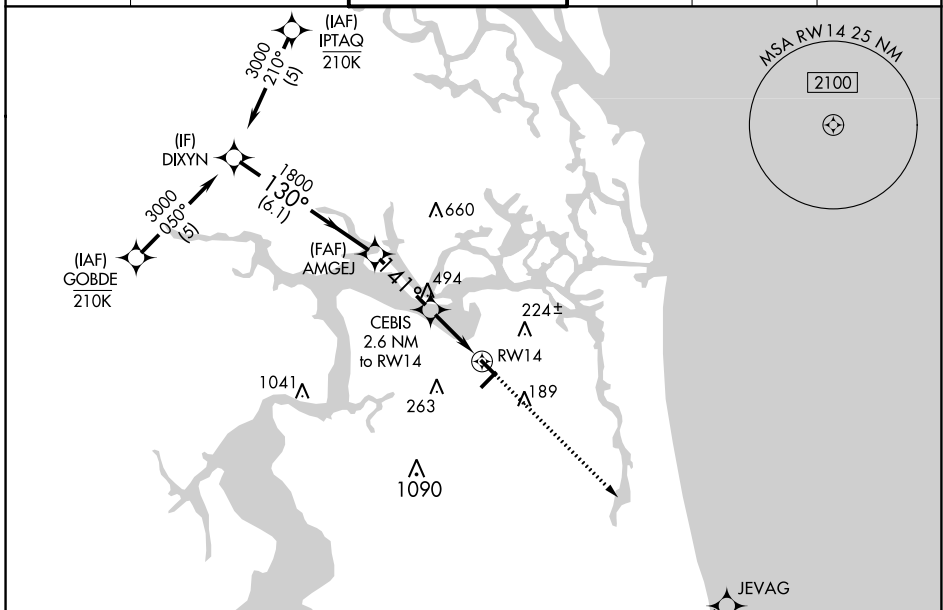 (IAF)
IPTAQ
210K
3000
210°
(5)
MSA RW14 25 NM
2100
(IF)
DIXYN
1800
130°
(6.1)
3000
050°
(5)
(IAF)
GOBDE
210K
660
(FAF)
AMGEJ
141°
494
CEBIS
2.6 NM
to RW14
224±
RW14
1041
263
189
1090
JEVAG